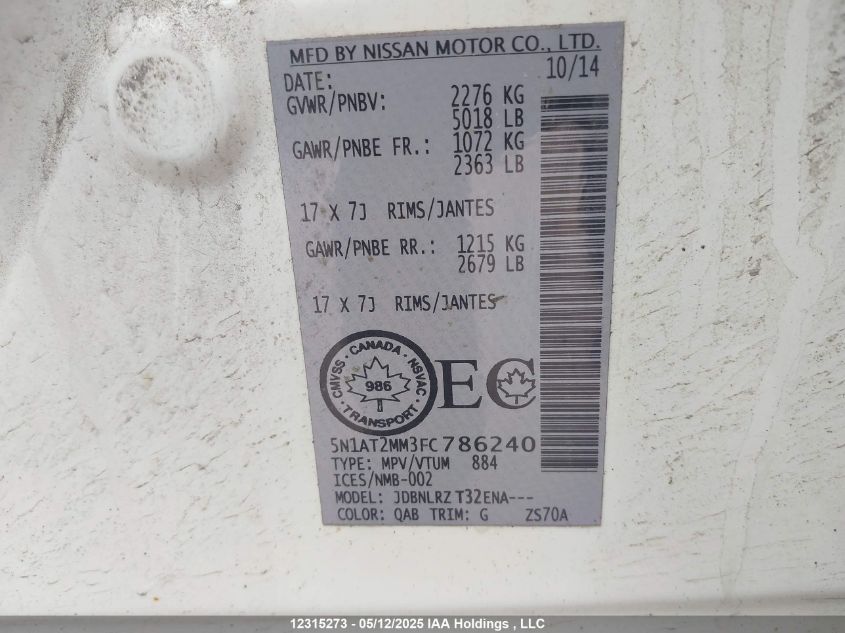 MFD BY NISSAN MOTOR CO., LTD.
DATE: 10/14
GVWR/PNBV: 2276 KG
5018 LB
GAWR/PNBE FR.: 1072 KG
2363 LB
17 X 7J RIMS/JANTES
GAWR/PNBE RR.: 1215 KG
2679 LB
17 X 7J RIMS/JANTES
CMVSS · CANADA · NSVAC
986
TRANSPORT
EC
5N1AT2MM3FC786240
TYPE: MPV/VTUM 884
ICES/NMB-002
MODEL: JDBNLRZ T32ENA---
COLOR: QAB TRIM: G ZS70A
12315273 - 05/12/2025 IAA Holdings , LLC